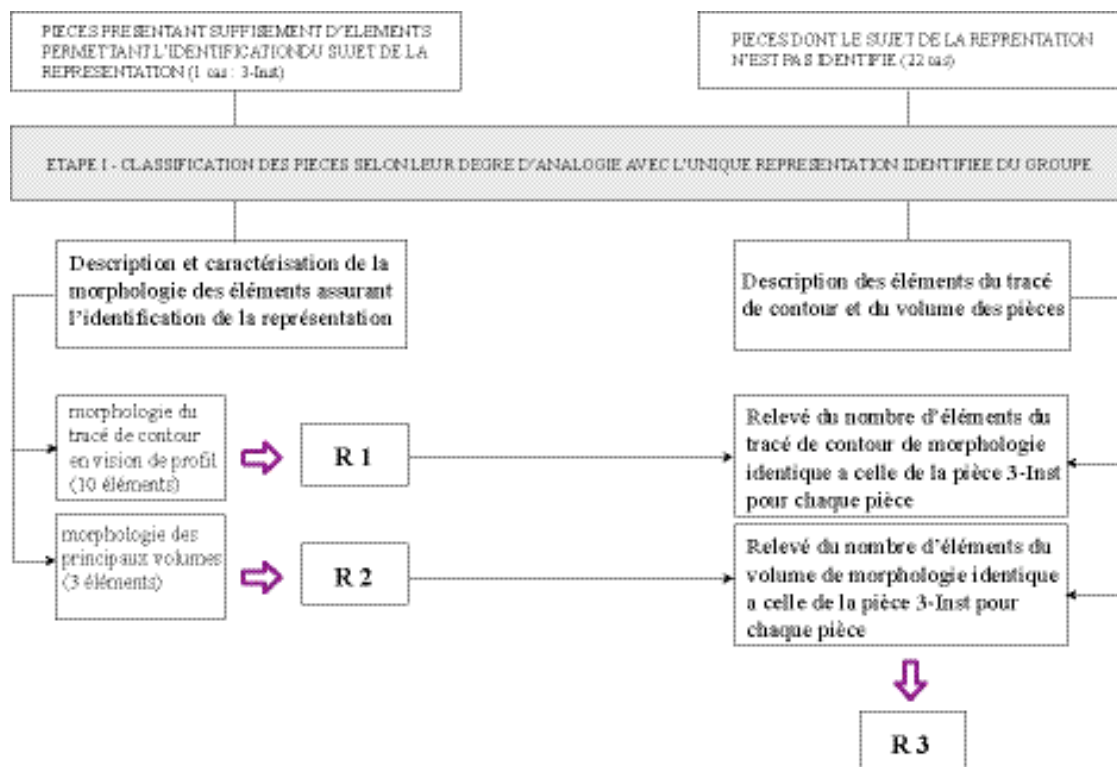 PIECES PRESENTANT SUFFISEMENT D'ELEMENTS
PERMETTANT L'IDENTIFICATIONDU SUJET DE LA
REPRESENTATION (1 cas : 3-Inst)
PIECES DONT LE SUJET DE LA REPRENTATION
N'EST PAS IDENTIFIE (22 cas)
ETAPE I - CLASSIFICATION DES PIECES SELON LEUR DEGRE D'ANALOGIE AVEC L'UNIQUE REPRESENTATION IDENTIFIEE DU GROUPE
Description et caractérisation de la
morphologie des éléments assurant
l'identification de la représentation
Description des éléments du tracé
de contour et du volume des pièces
morphologie du
tracé de contour
en vision de profil
(10 éléments)
R 1
Relevé du nombre d'éléments du
tracé de contour de morphologie
identique a celle de la pièce 3-Inst
pour chaque pièce
morphologie des
principaux volumes
(3 éléments)
R 2
Relevé du nombre d'éléments du
volume de morphologie identique
a celle de la pièce 3-Inst pour
chaque pièce
R 3